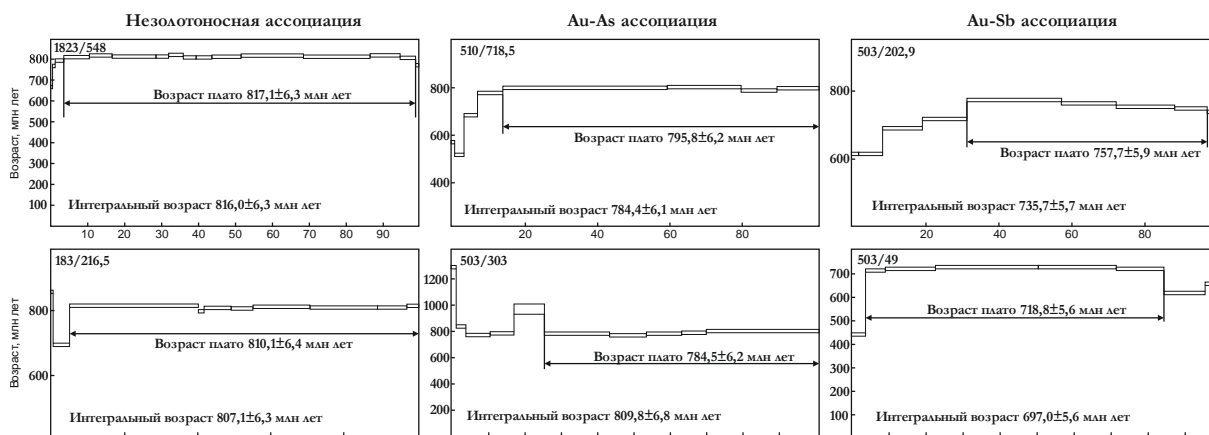 Незолотоносная ассоциация
Au-As ассоциация
Au-Sb ассоциация
Возраст, млн лет
1823/548
800
700
600
500
400
300
200
100
Возраст плато 817,1±6,3 млн лет
Интегральный возраст 816,0±6,3 млн лет
10 20 30 40 50 60 70 80 90
510/718,5
800
600
400
Возраст плато 795,8±6,2 млн лет
Интегральный возраст 784,4±6,1 млн лет
20 40 60 80
503/202,9
800
600
Возраст плато 757,7±5,9 млн лет
Интегральный возраст 735,7±5,7 млн лет
20 40 60 80
Возраст, млн лет
183/216,5
800
600
Возраст плато 810,1±6,4 млн лет
Интегральный возраст 807,1±6,3 млн лет
503/303
1200
1000
800
600
400
200
Возраст плато 784,5±6,2 млн лет
Интегральный возраст 809,8±6,8 млн лет
503/49
700
600
500
400
300
200
100
Возраст плато 718,8±5,6 млн лет
Интегральный возраст 697,0±5,6 млн лет